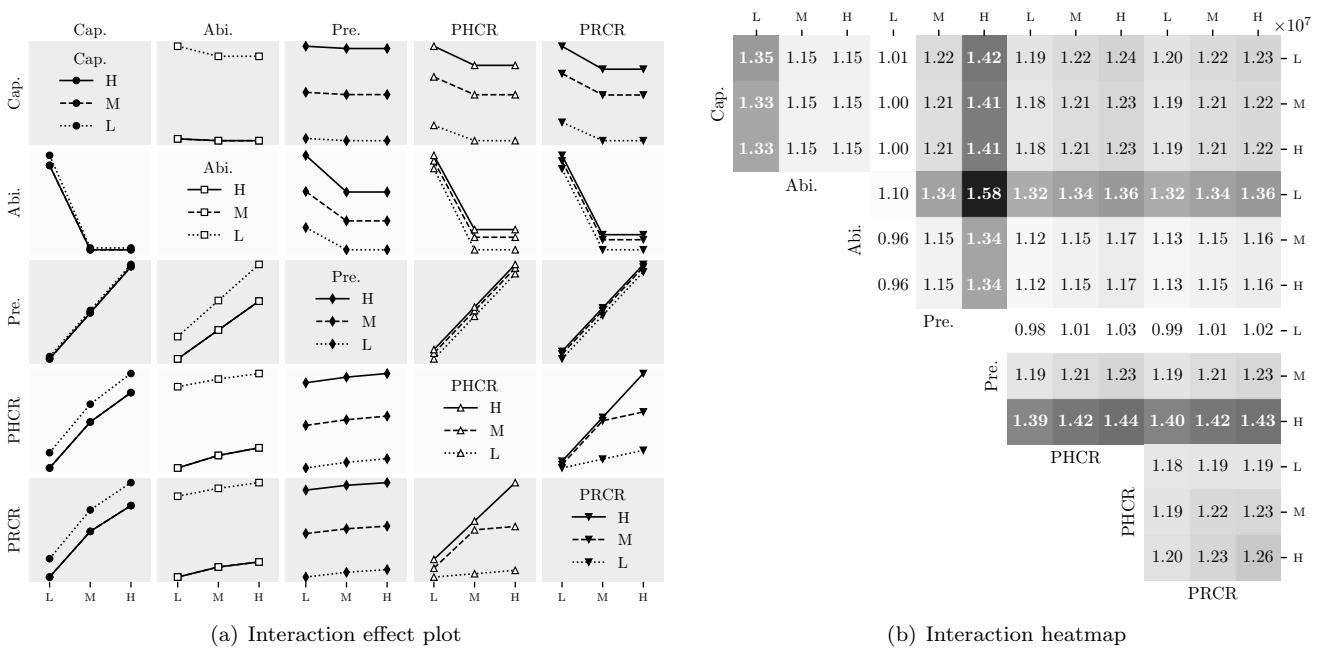 Cap. Abi. Pre. PHCR PRCR
Cap.
Cap.
H
M
L
Abi.
Abi.
H
M
L
Pre.
Pre.
H
M
L
PHCR
PHCR
H
M
L
PRCR
PRCR
H
M
L
L M H L M H L M H L M H L M H
(a) Interaction effect plot
L M H L M H L M H L M H
×10⁷
Cap.
1.35 1.15 1.15 1.01 1.22 1.42 1.19 1.22 1.24 1.20 1.22 1.23 L
1.33 1.15 1.15 1.00 1.21 1.41 1.18 1.21 1.23 1.19 1.21 1.22 M
1.33 1.15 1.15 1.00 1.21 1.41 1.18 1.21 1.23 1.19 1.21 1.22 H
Abi.
Abi.
1.10 1.34 1.58 1.32 1.34 1.36 1.32 1.34 1.36 L
0.96 1.15 1.34 1.12 1.15 1.17 1.13 1.15 1.16 M
0.96 1.15 1.34 1.12 1.15 1.17 1.13 1.15 1.16 H
Pre.
Pre.
0.98 1.01 1.03 0.99 1.01 1.02 L
1.19 1.21 1.23 1.19 1.21 1.23 M
1.39 1.42 1.44 1.40 1.42 1.43 H
PHCR
PHCR
1.18 1.19 1.19 L
1.19 1.22 1.23 M
1.20 1.23 1.26 H
PRCR
(b) Interaction heatmap